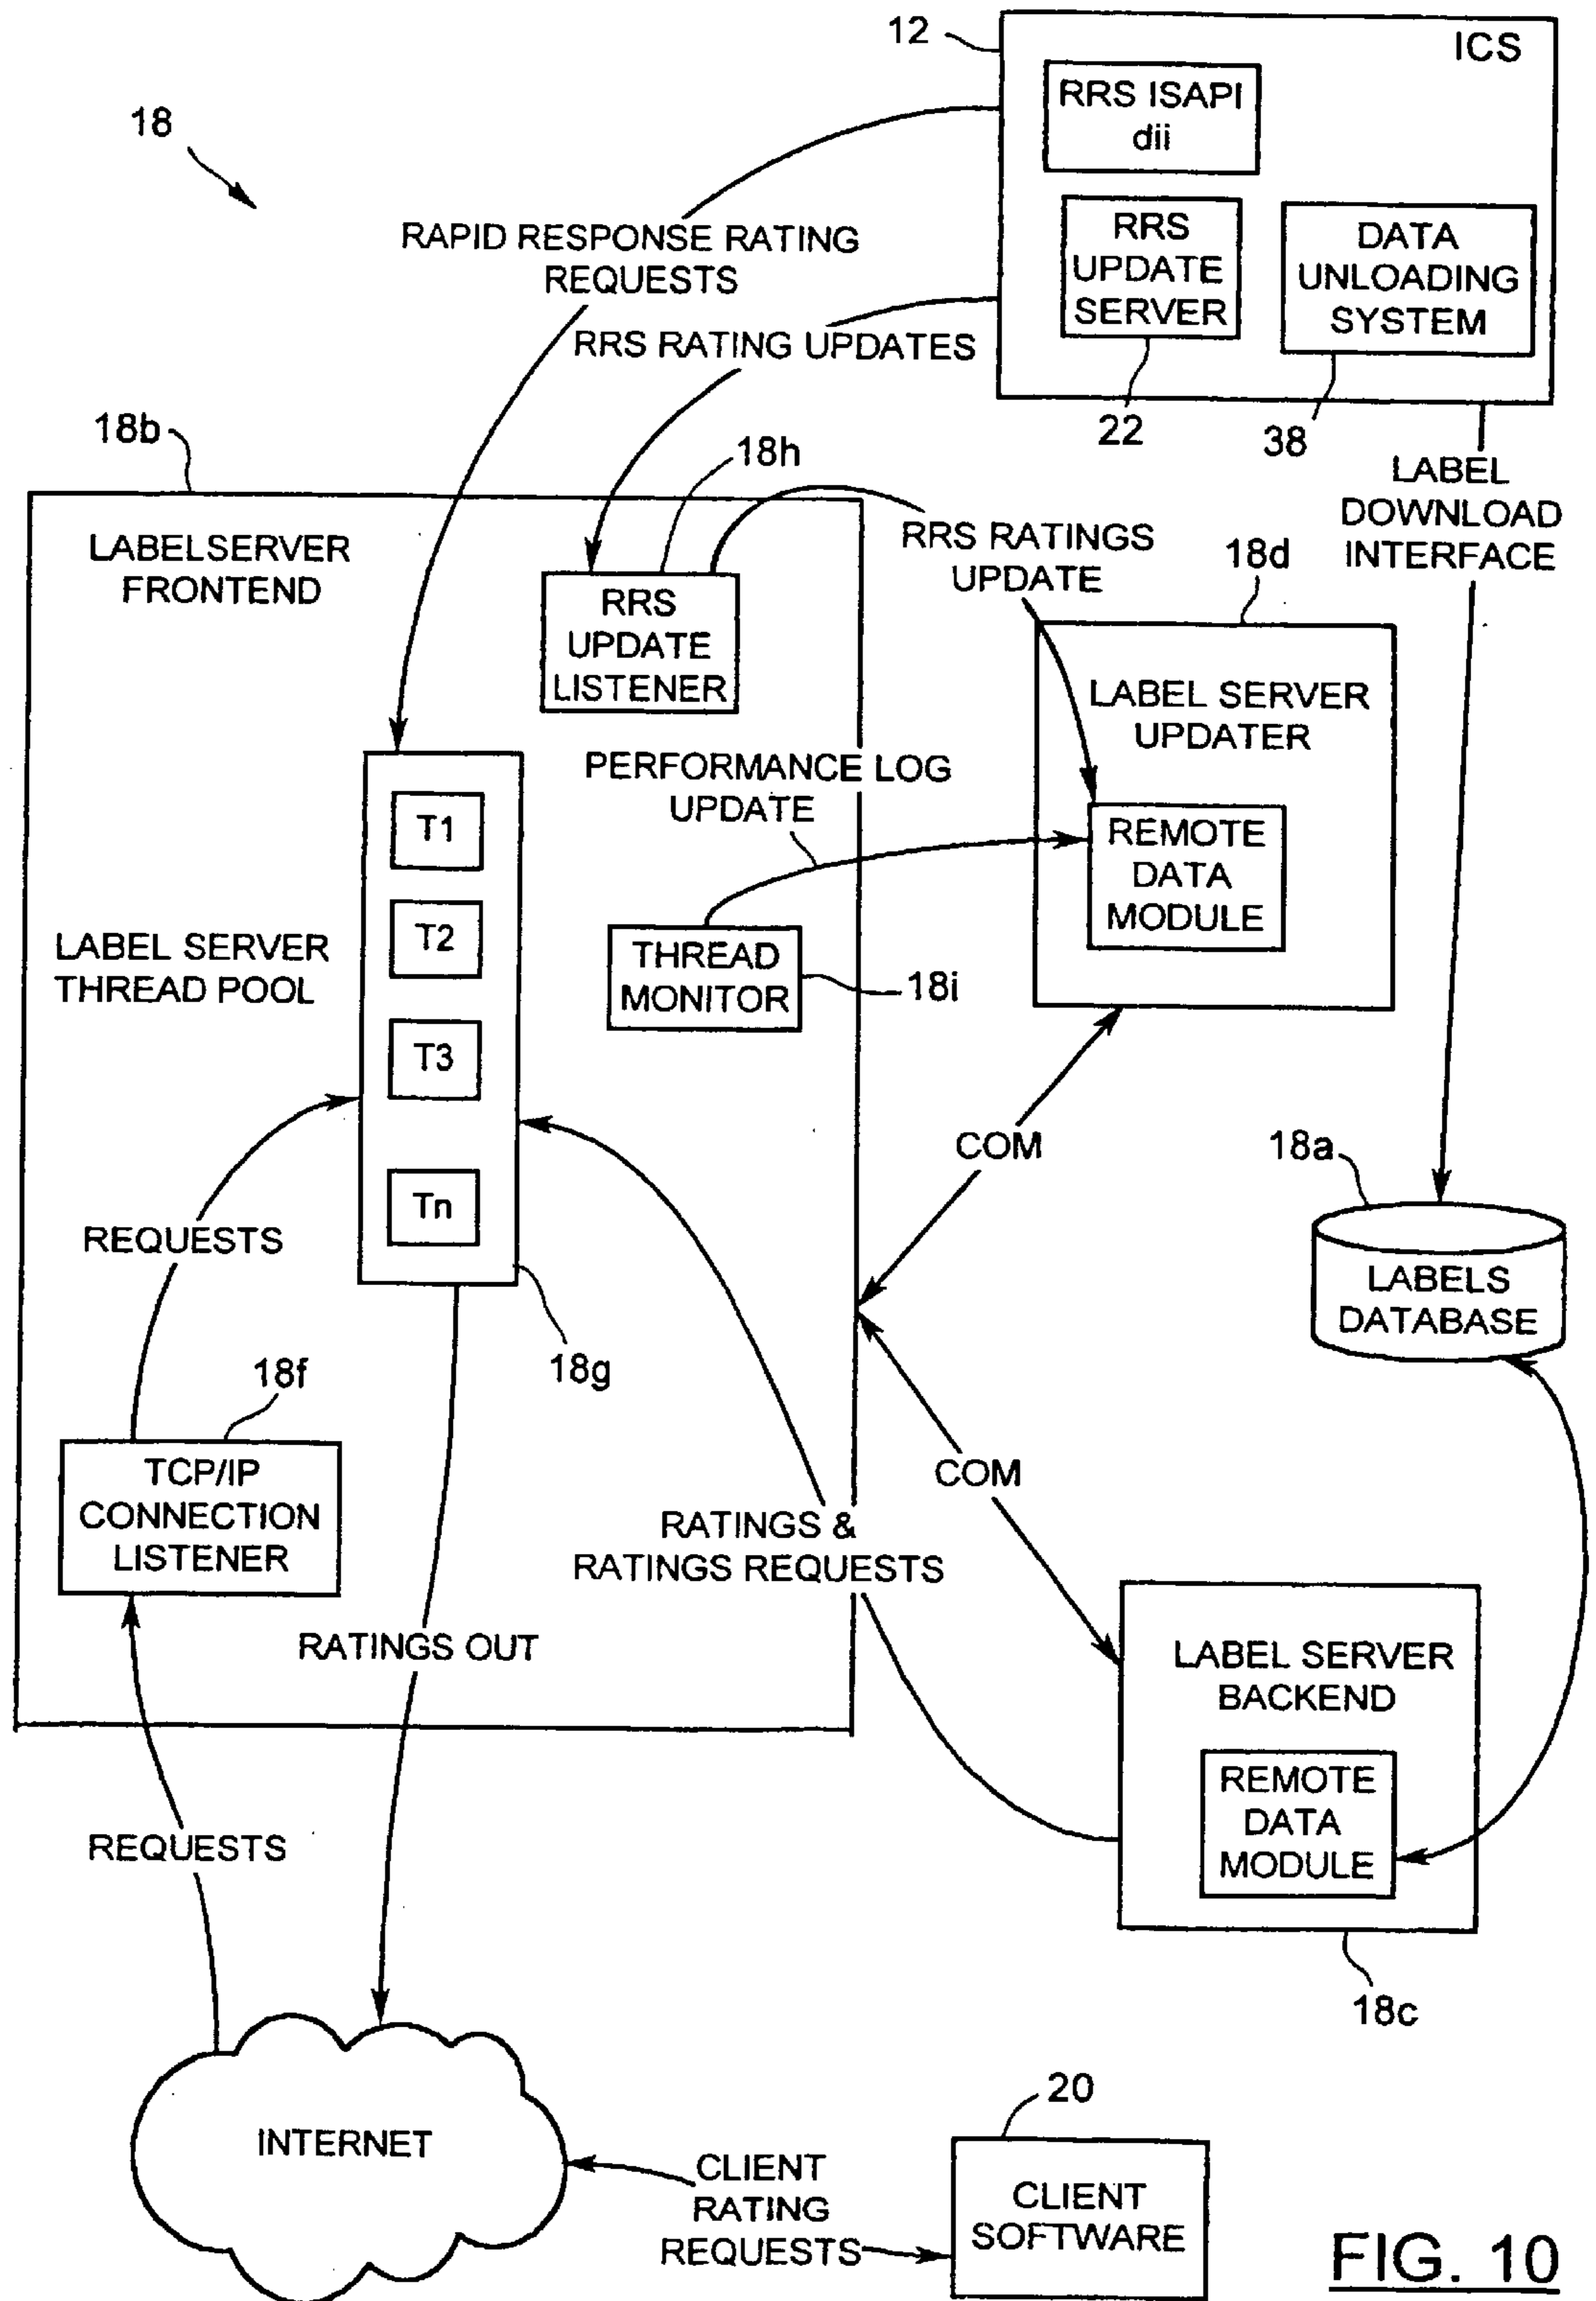 12
ICS
RRS ISAPI
dii
18
RRS
UPDATE
SERVER
DATA
UNLOADING
SYSTEM
RAPID RESPONSE RATING
REQUESTS
RRS RATING UPDATES
22
38
18b
18h
LABEL
DOWNLOAD
INTERFACE
LABELSERVER
FRONTEND
RRS RATINGS
UPDATE
18d
RRS
UPDATE
LISTENER
LABEL SERVER
UPDATER
PERFORMANCE LOG
UPDATE
T1
T2
T3
Tn
REMOTE
DATA
MODULE
LABEL SERVER
THREAD POOL
THREAD
MONITOR
18i
COM
18a
REQUESTS
LABELS
DATABASE
18g
18f
TCP/IP
CONNECTION
LISTENER
COM
RATINGS &
RATINGS REQUESTS
RATINGS OUT
LABEL SERVER
BACKEND
REMOTE
DATA
MODULE
REQUESTS
18c
INTERNET
20
CLIENT
RATING
REQUESTS
CLIENT
SOFTWARE
FIG. 10